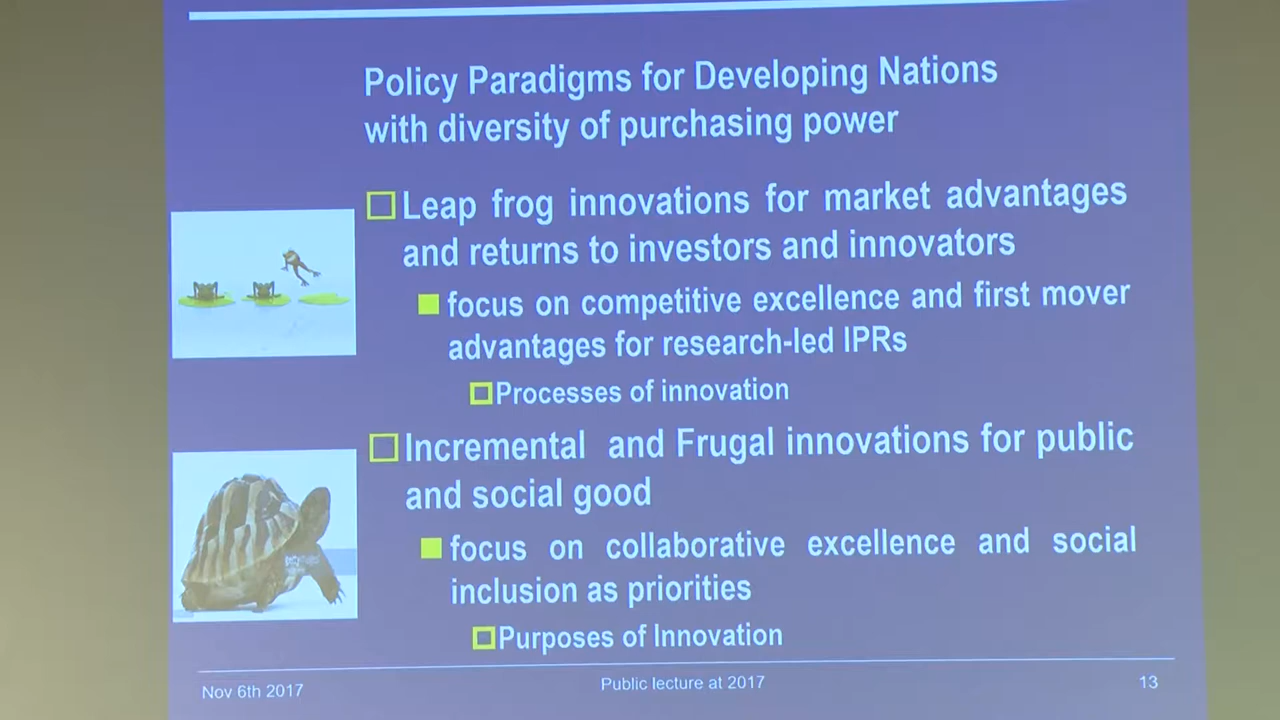 Policy Paradigms for Developing Nations
with diversity of purchasing power
Leap frog innovations for market advantages
and returns to investors and innovators
focus on competitive excellence and first mover
advantages for research-led IPRs
Processes of innovation
Incremental and Frugal innovations for public
and social good
focus on collaborative excellence and social
inclusion as priorities
Purposes of Innovation
Nov 6th 2017
Public lecture at 2017
13